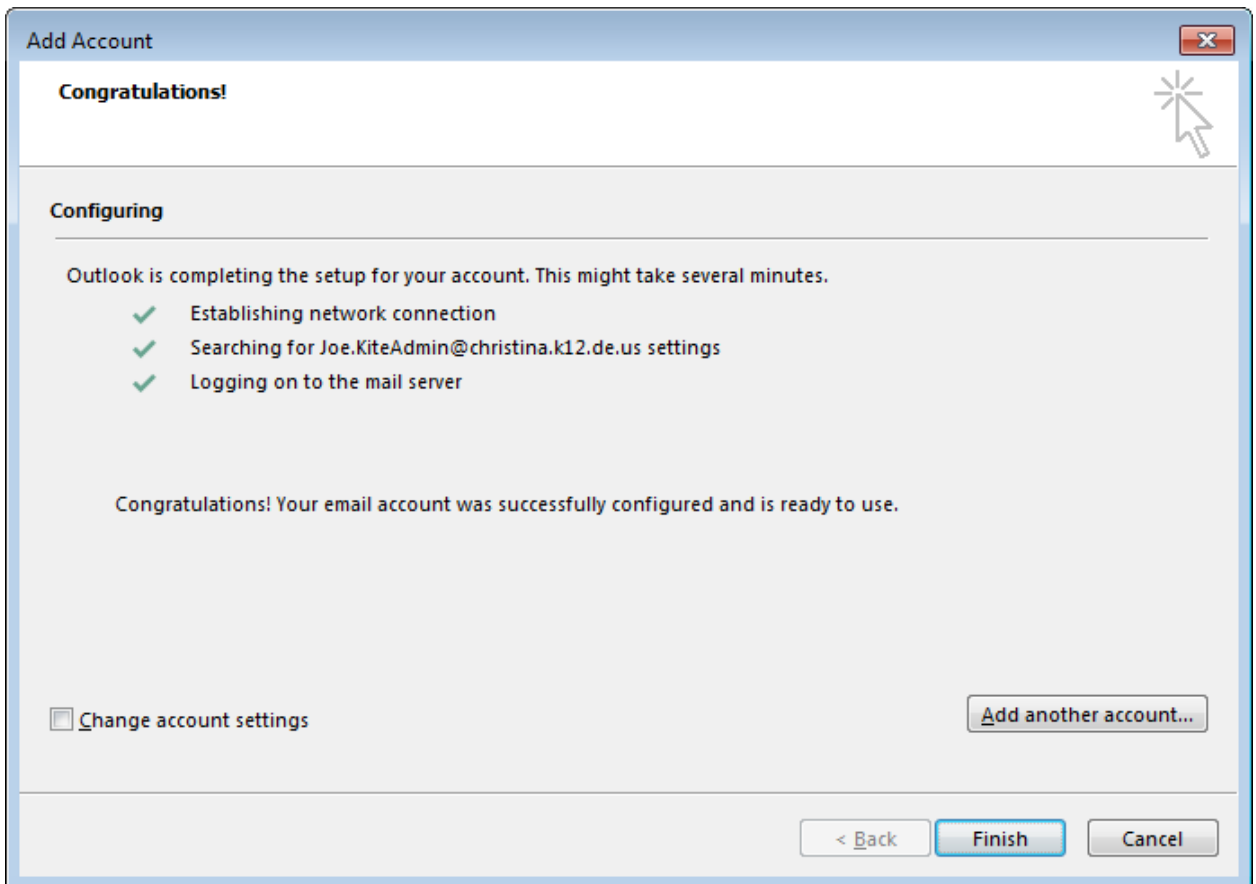 Add Account
Congratulations!
Configuring
Outlook is completing the setup for your account. This might take several minutes.
Establishing network connection
Searching for Joe.KiteAdmin@christina.k12.de.us settings
Logging on to the mail server
Congratulations! Your email account was successfully configured and is ready to use.
Change account settings
Add another account...
< Back
Finish
Cancel